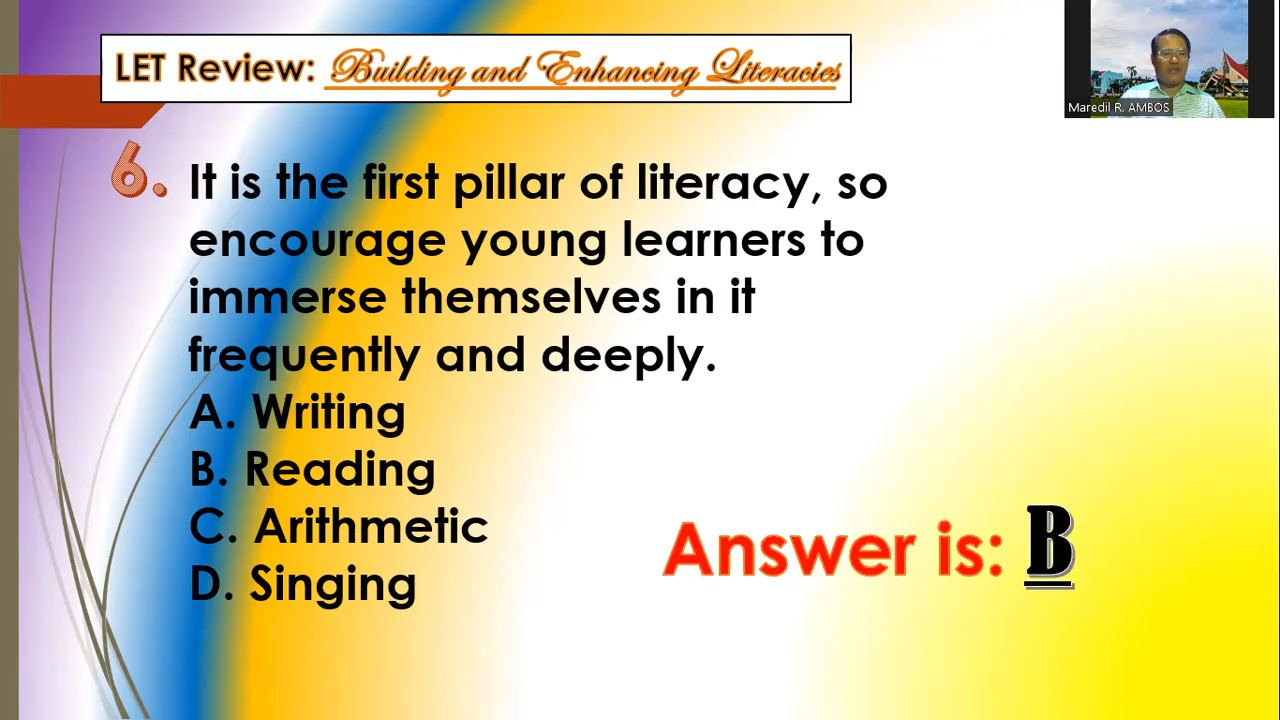 LET Review: Building and Enhancing Literacies
Maredil R. AMBOS
6. It is the first pillar of literacy, so
encourage young learners to
immerse themselves in it
frequently and deeply.
A. Writing
B. Reading
C. Arithmetic
D. Singing
Answer is: B